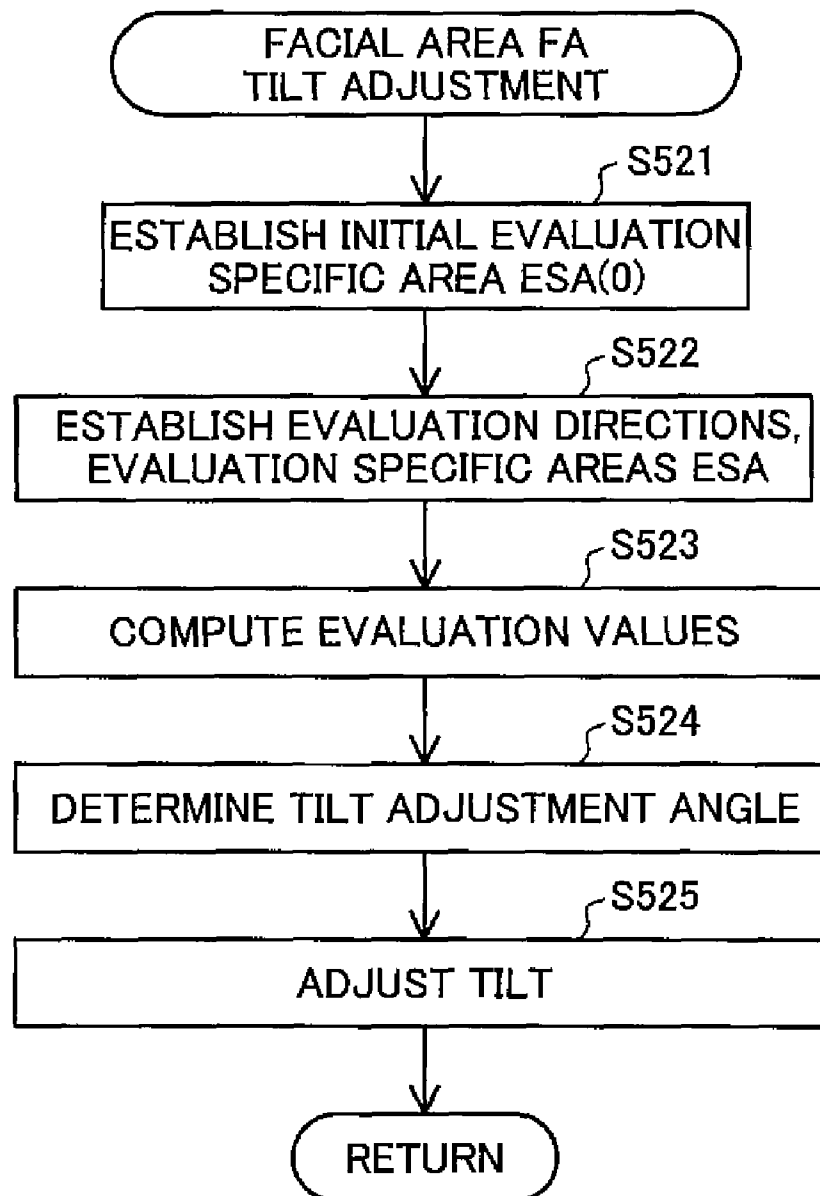 FACIAL AREA FA
TILT ADJUSTMENT
S521
ESTABLISH INITIAL EVALUATION
SPECIFIC AREA ESA(0)
S522
ESTABLISH EVALUATION DIRECTIONS,
EVALUATION SPECIFIC AREAS ESA
S523
COMPUTE EVALUATION VALUES
S524
DETERMINE TILT ADJUSTMENT ANGLE
S525
ADJUST TILT
RETURN